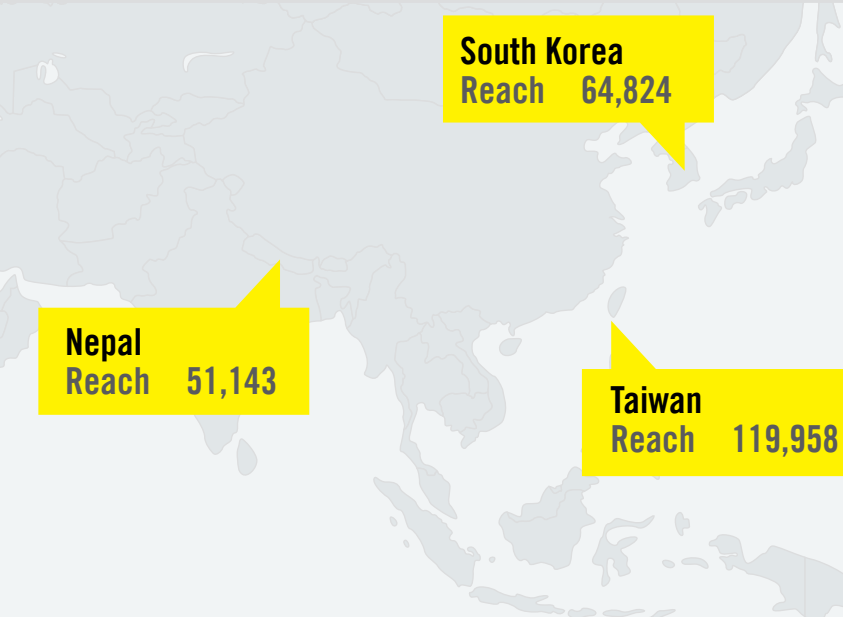 South Korea
Reach 64,824
Nepal
Reach 51,143
Taiwan
Reach 119,958